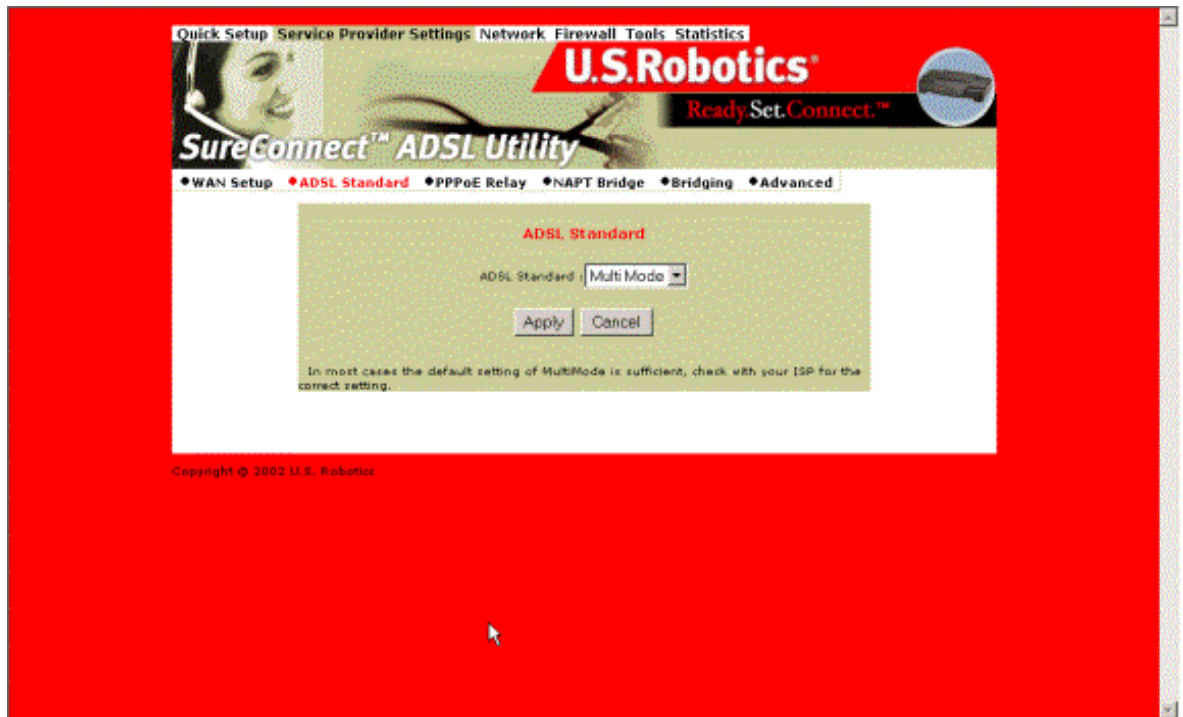 Quick Setup Service Provider Settings Network Firewall Tools Statistics
U.S.Robotics®
Ready.Set.Connect.™
SureConnect™ ADSL Utility
WAN Setup ADSL Standard PPPoE Relay NAPT Bridge Bridging Advanced
ADSL Standard
ADSL Standard : Multi Mode
Apply Cancel
In most cases the default setting of MultiMode is sufficient, check with your ISP for the
correct setting.
Copyright @ 2002 U.S. Robotics